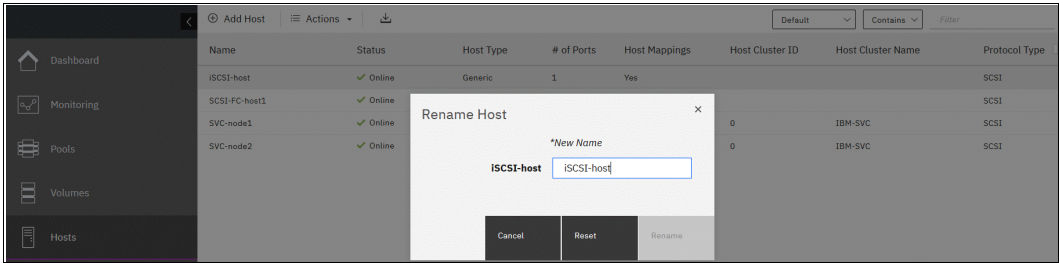 Add Host
Actions
Default
Contains
Filter
Name Status Host Type # of Ports Host Mappings Host Cluster ID Host Cluster Name Protocol Type
Dashboard
iSCSI-host Online Generic 1 Yes SCSI
Monitoring
SCSI-FC-host1 Online SCSI
SVC-node1 Online 0 IBM-SVC SCSI
Pools
SVC-node2 Online 0 IBM-SVC SCSI
Volumes
Hosts
Rename Host
*New Name
iSCSI-host iSCSI-host
Cancel Reset Rename